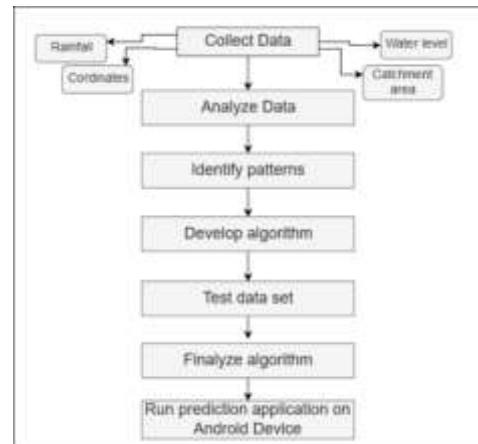 Collect Data
Rainfall
Water level
Cordinates
Catchment
area
Analyze Data
Identify patterns
Develop algorithm
Test data set
Finalyze algorithm
Run prediction application on
Android Device